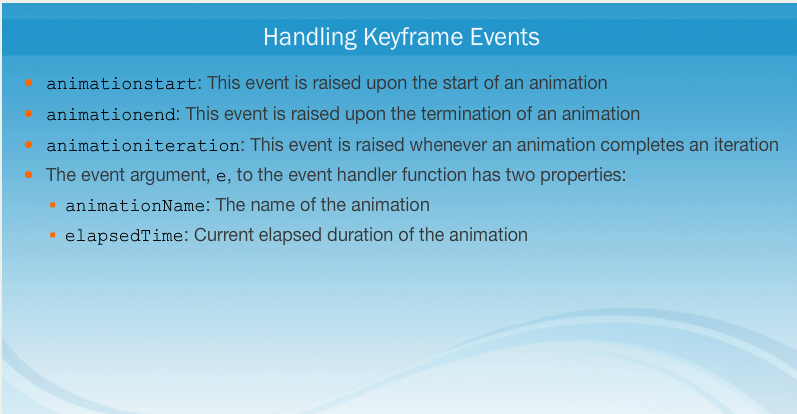 Handling Keyframe Events
animationstart: This event is raised upon the start of an animation
animationend: This event is raised upon the termination of an animation
animationiteration: This event is raised whenever an animation completes an iteration
The event argument, e, to the event handler function has two properties:
animationName: The name of the animation
elapsedTime: Current elapsed duration of the animation